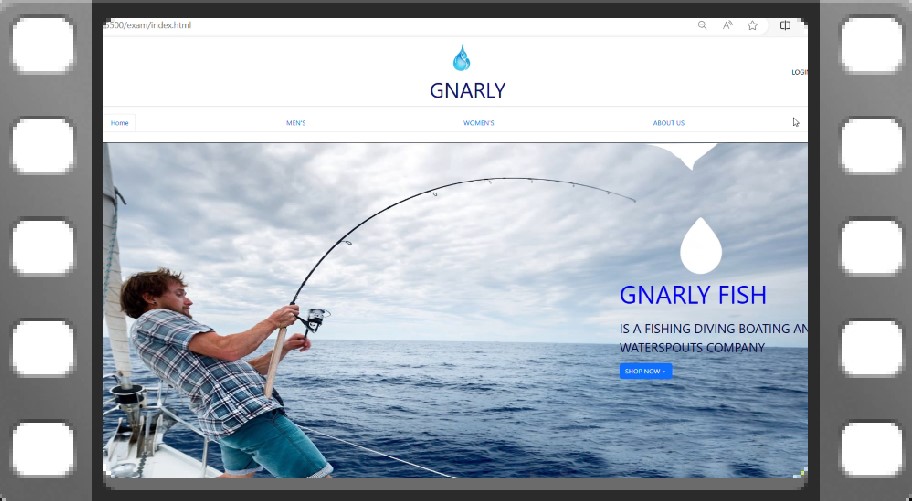 5500/exam/index.html
GNARLY
LOGIN
Home MEN'S WOMEN'S ABOUT US
GNARLY FISH
IS A FISHING DIVING BOATING AN
WATERSPOUTS COMPANY
SHOP NOW